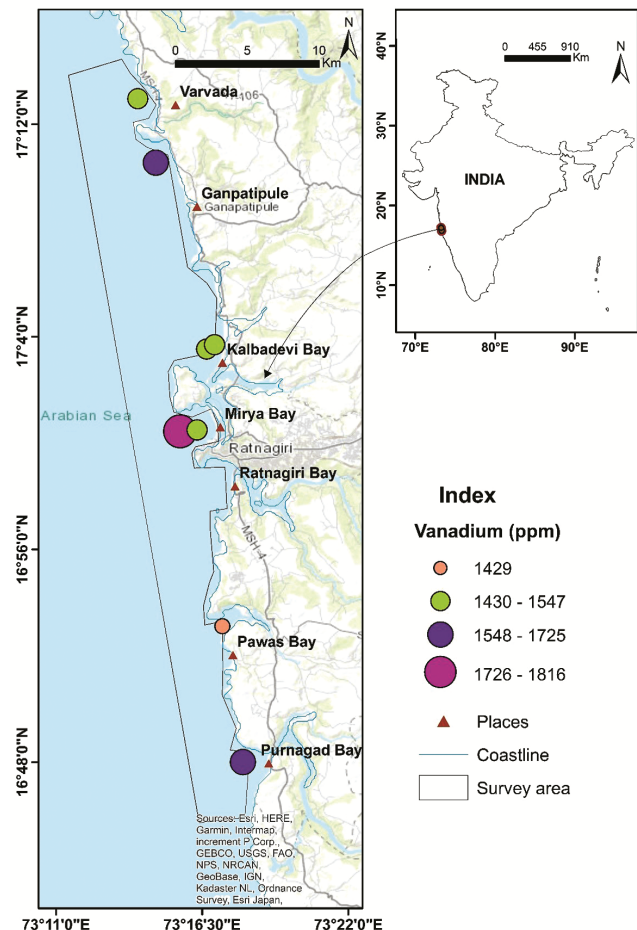 N
0 5 10
Km
MSH-4
Varvada
106
17°12'0"N
Ganpatipule
Ganapatipule
17°4'0"N
Kalbadevi Bay
Arabian Sea
Mirya Bay
Ratnagiri
Ratnagiri Bay
16°56'0"N
MSH-4
Pawas Bay
16°48'0"N
Purnagad Bay
Sources: Esri, HERE,
Garmin, Intermap,
increment P Corp.,
GEBCO, USGS, FAO,
NPS, NRCAN,
GeoBase, IGN,
Kadaster NL, Ordnance
Survey, Esri Japan,
73°11'0"E 73°16'30"E 73°22'0"E
40°N
0 455 910
Km
N
30°N
INDIA
20°N
10°N
70°E 80°E 90°E
Index
Vanadium (ppm)
1429
1430 - 1547
1548 - 1725
1726 - 1816
Places
Coastline
Survey area